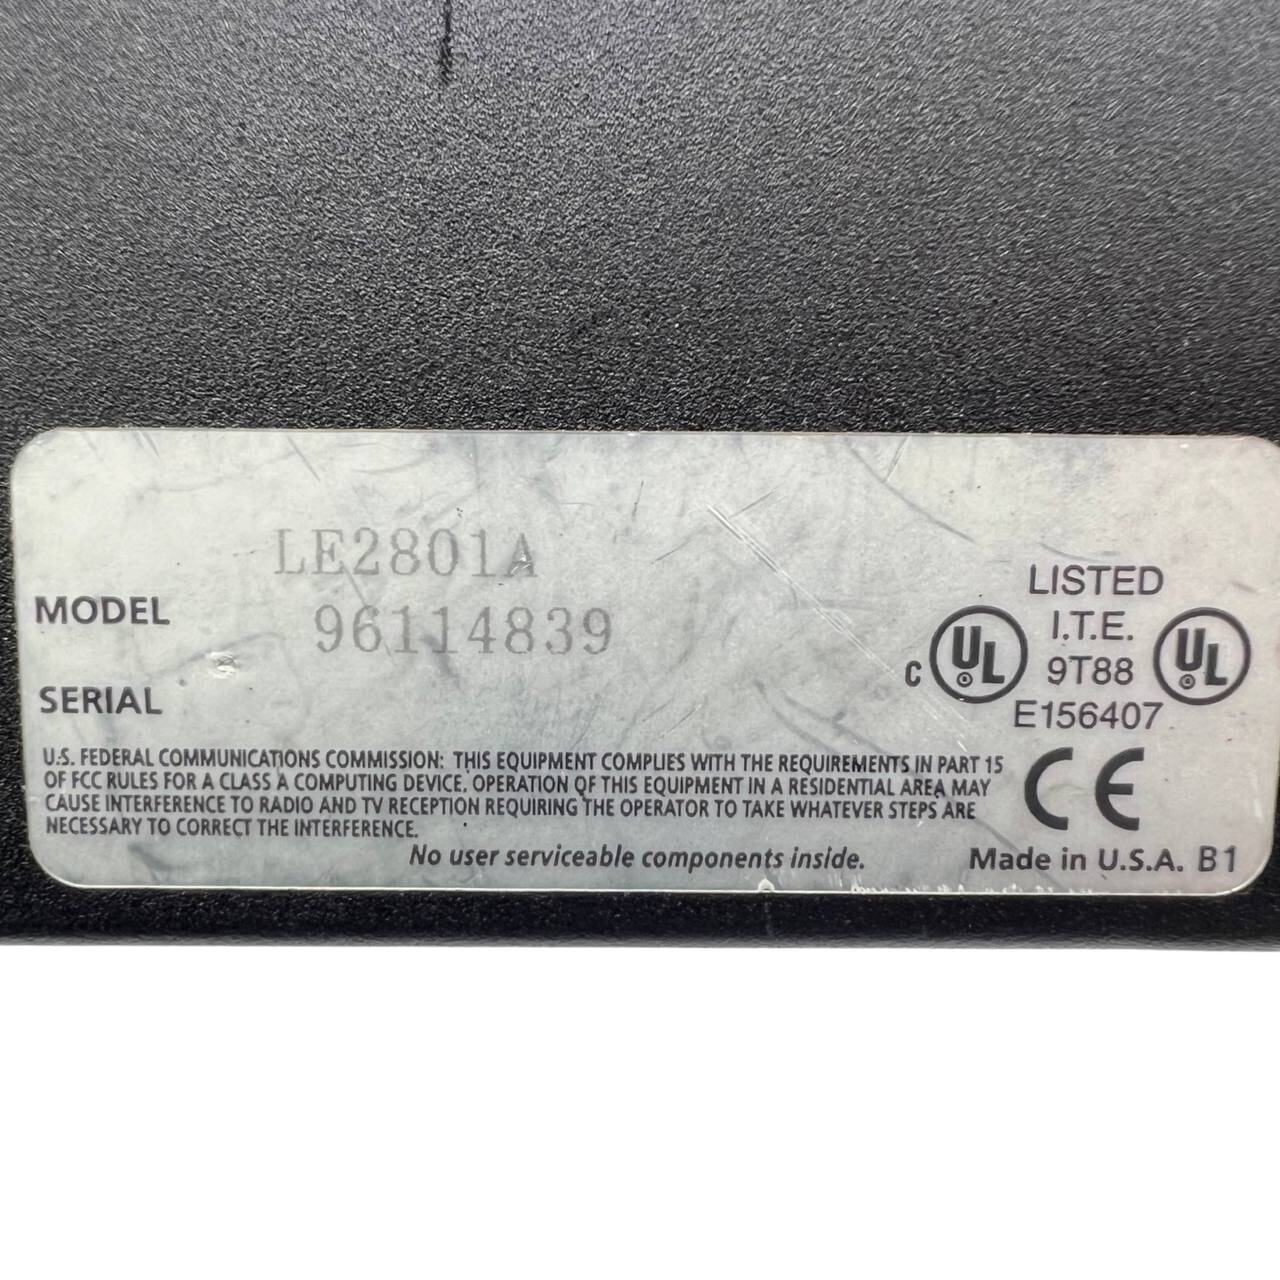 LE2801A
MODEL
96114839
SERIAL
LISTED
I.T.E.
C UL 9T88 UL
E156407
U.S. FEDERAL COMMUNICATIONS COMMISSION: THIS EQUIPMENT COMPLIES WITH THE REQUIREMENTS IN PART 15
OF FCC RULES FOR A CLASS A COMPUTING DEVICE. OPERATION OF THIS EQUIPMENT IN A RESIDENTIAL AREA MAY
CAUSE INTERFERENCE TO RADIO AND TV RECEPTION REQUIRING THE OPERATOR TO TAKE WHATEVER STEPS ARE
NECESSARY TO CORRECT THE INTERFERENCE.
CE
No user serviceable components inside.
Made in U.S.A. B1